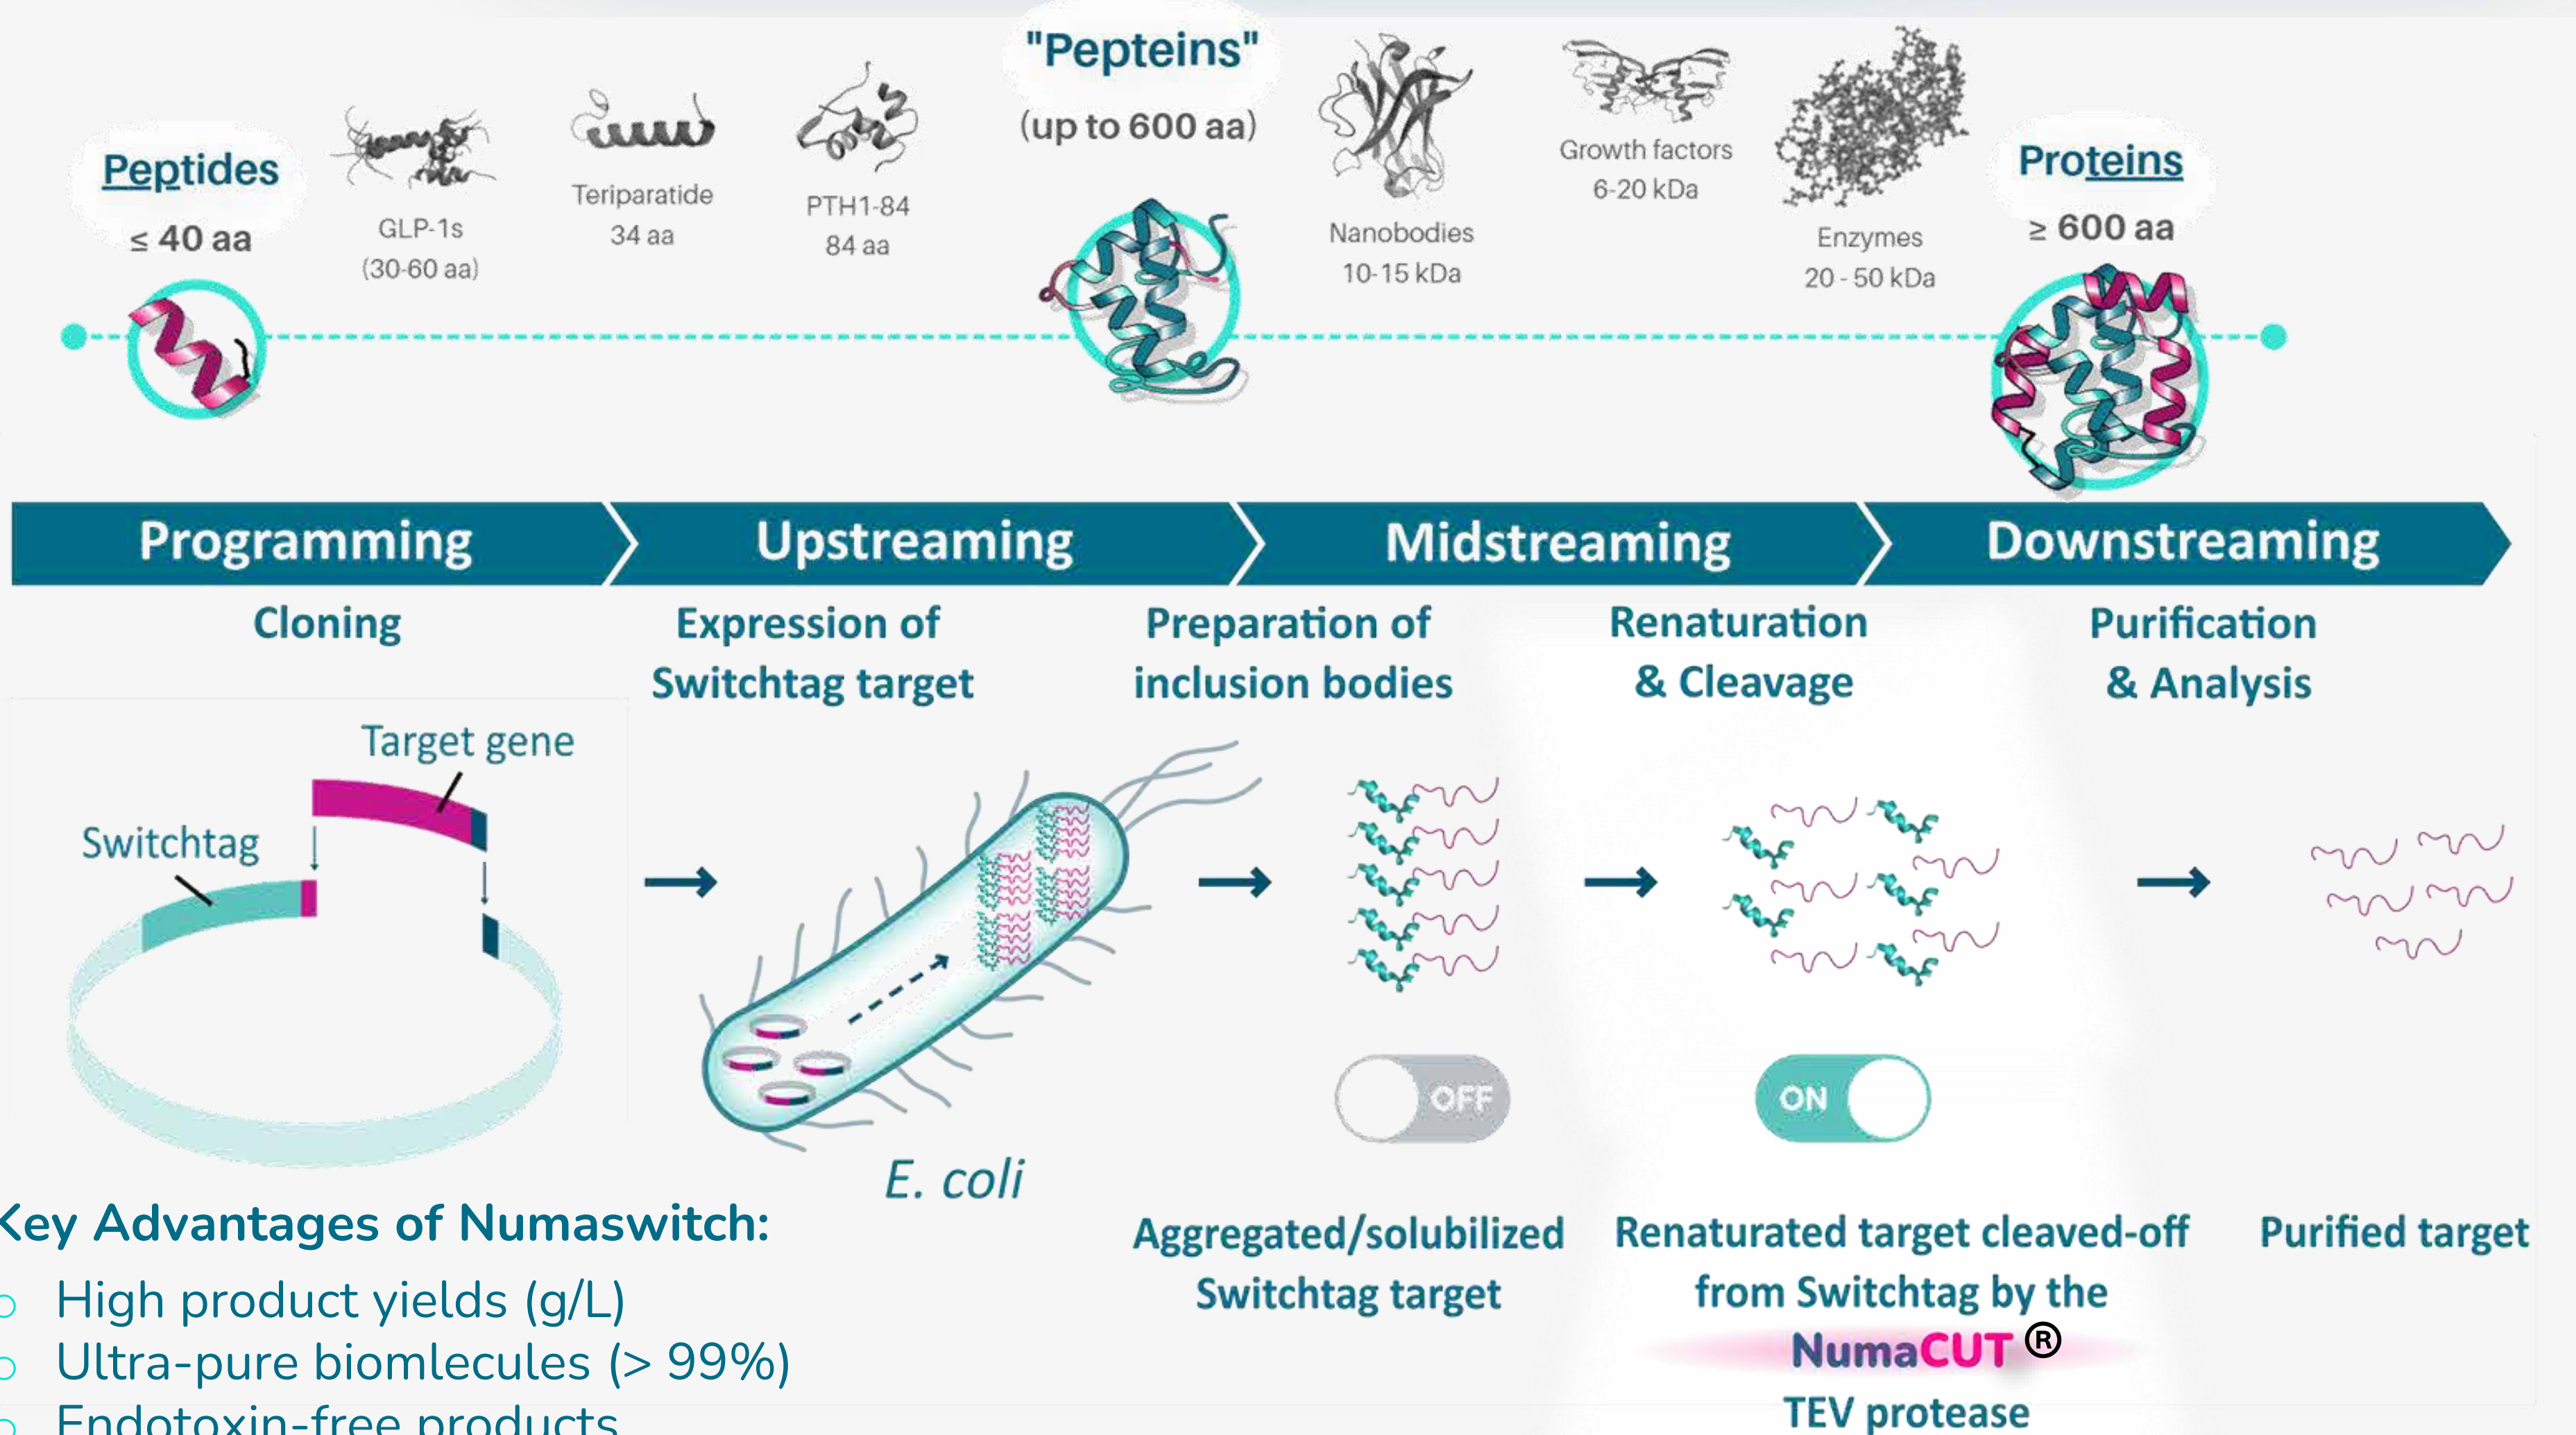 "Pepteins"
(up to 600 aa)
Peptides
≤ 40 aa
GLP-1s
(30-60 aa)
Teriparatide
34 aa
PTH1-84
84 aa
Nanobodies
10-15 kDa
Growth factors
6-20 kDa
Enzymes
20 - 50 kDa
Proteins
≥ 600 aa
Programming
Upstreaming
Midstreaming
Downstreaming
Cloning
Expression of
Switchtag target
Preparation of
inclusion bodies
Renaturation
& Cleavage
Purification
& Analysis
Target gene
Switchtag
E. coli
OFF
ON
Aggregated/solubilized
Switchtag target
Renaturated target cleaved-off
from Switchtag by the
NumaCUT ®
TEV protease
Purified target
Key Advantages of Numaswitch:
High product yields (g/L)
Ultra-pure biomlecules (> 99%)
Endotoxin-free products